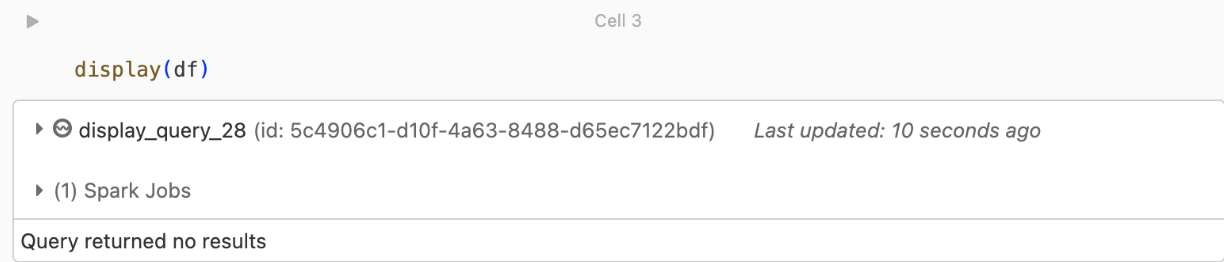 Cell 3
display(df)
display_query_28 (id: 5c4906c1-d10f-4a63-8488-d65ec7122bdf) Last updated: 10 seconds ago
(1) Spark Jobs
Query returned no results